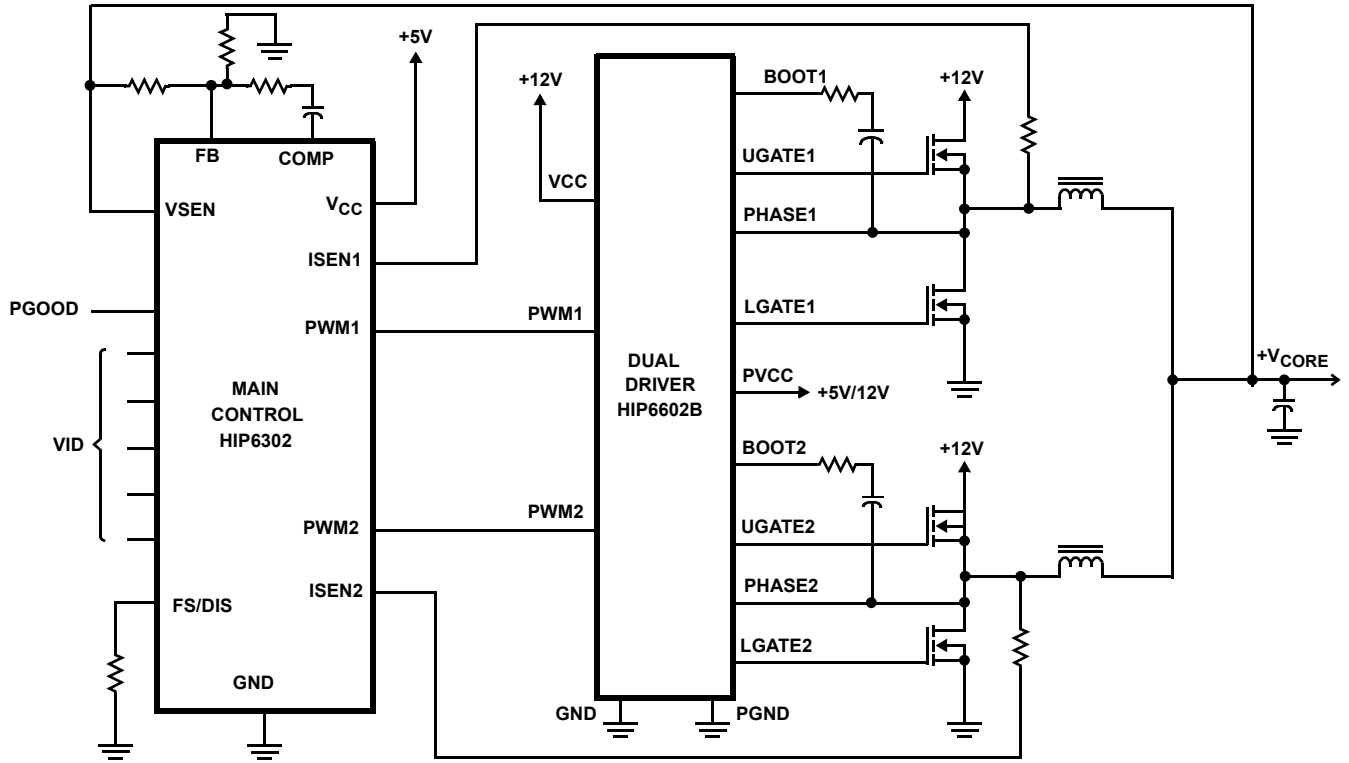 +5V
+12V
BOOT1
+12V
FB
COMP
UGATE1
VCC
VSEN
VCC
PHASE1
ISEN1
PGOOD
LGATE1
PWM1
PWM1
+VCORE
DUAL
DRIVER
HIP6602B
PVCC
+5V/12V
MAIN
CONTROL
HIP6302
VID
BOOT2
+12V
PWM2
PWM2
UGATE2
ISEN2
PHASE2
FS/DIS
LGATE2
GND
GND
PGND